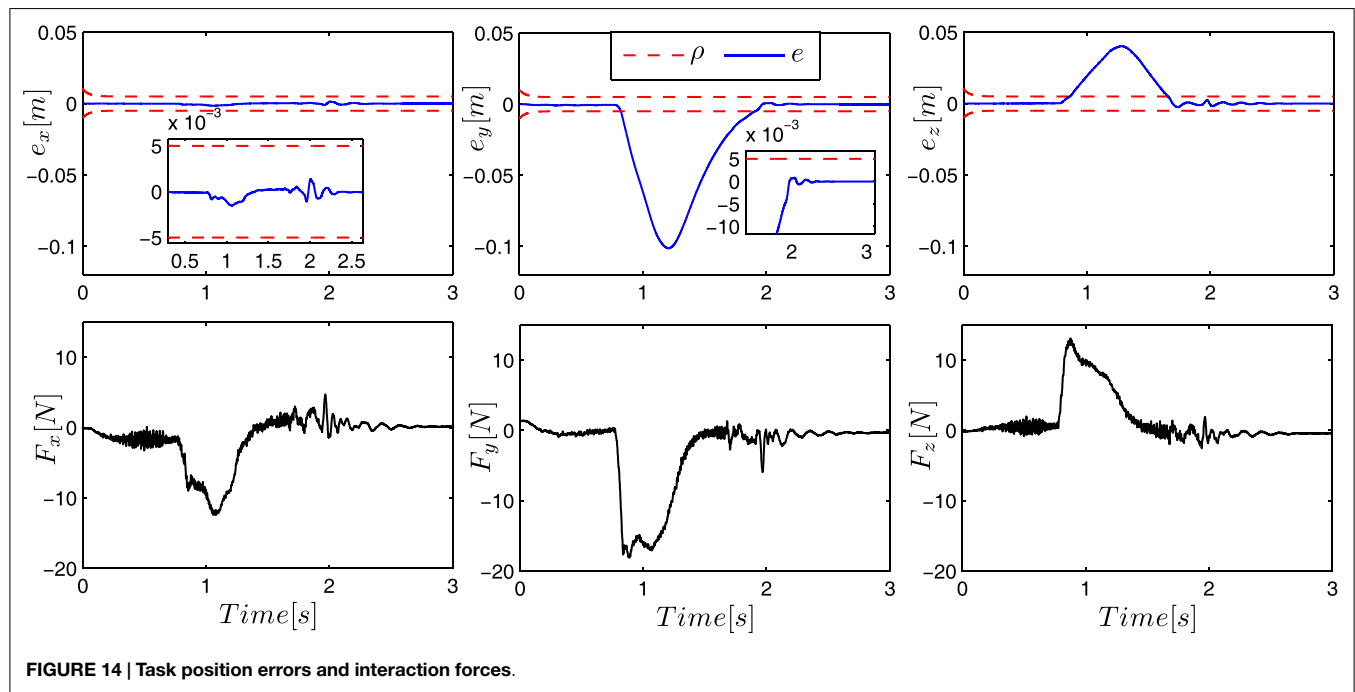 0.05
0
−0.05
−0.1
e_x[m]
x 10^−3
5
0
−5
0.5 1 1.5 2 2.5
0 1 2 3
0.05
0
−0.05
−0.1
e_y[m]
ρ e
x 10^−3
5
0
−5
−10
2 3
0 1 2 3
0.05
0
−0.05
−0.1
e_z[m]
0 1 2 3
10
0
−10
−20
F_x[N]
0 1 2 3
Time[s]
10
0
−10
−20
F_y[N]
0 1 2 3
10
0
−10
−20
F_z[N]
0 1 2 3
Time[s]
FIGURE 14 | Task position errors and interaction forces.